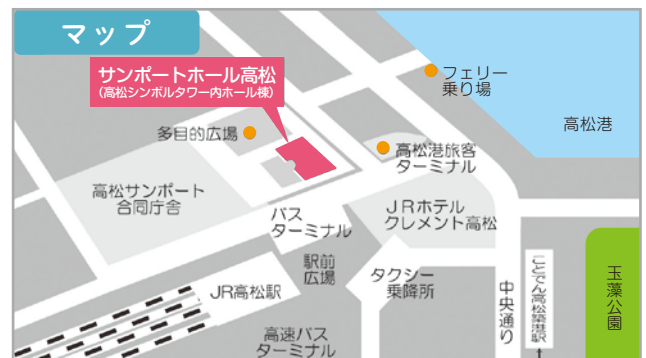 マップ
サンポートホール高松
(高松シンボルタワー内ホール棟)
フェリー
乗り場
高松港
多目的広場
高松港旅客
ターミナル
高松サンポート
合同庁舎
JRホテル
クレメント高松
バス
ターミナル
駅前
広場
タクシー
乗降所
JR高松駅
中央通り
ことでん高松築港駅
玉藻公園
高速バス
ターミナル